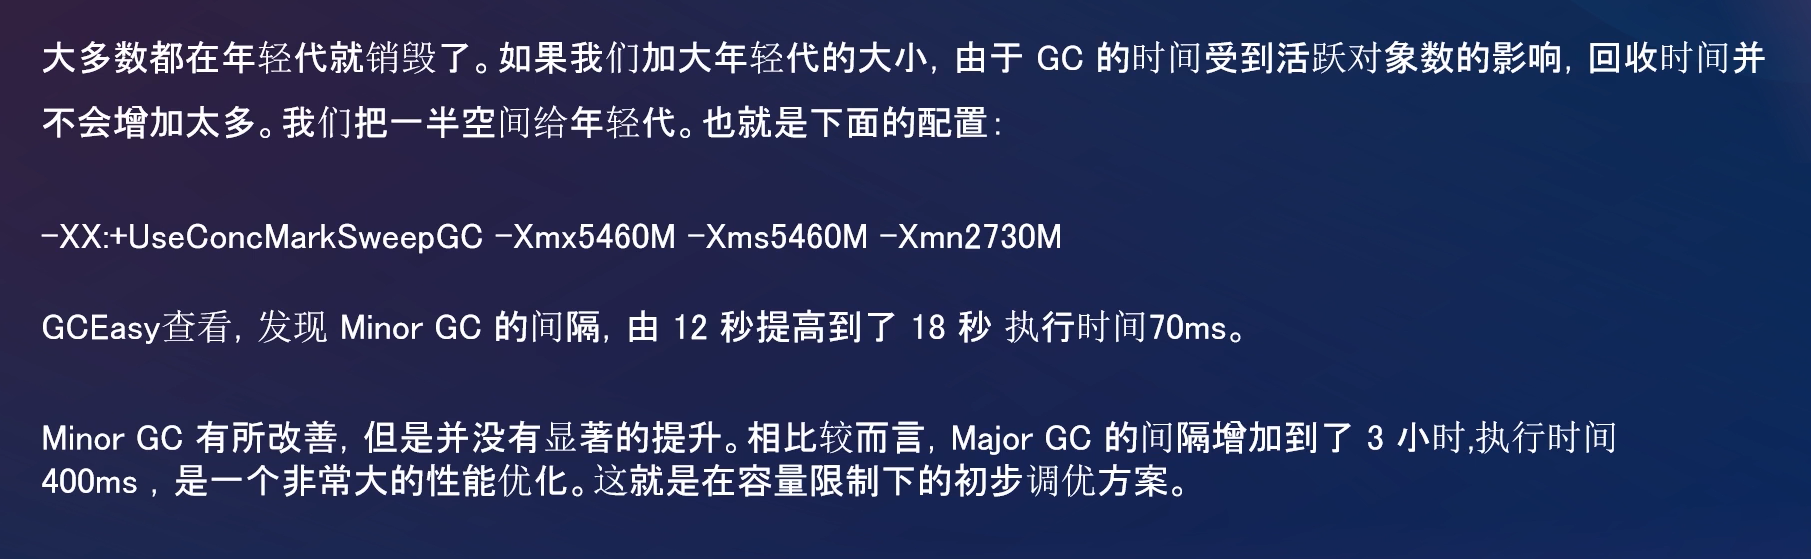 大多数都在年轻代就销毁了。如果我们加大年轻代的大小, 由于 GC 的时间受到活跃对象数的影响, 回收时间并
不会增加太多。我们把一半空间给年轻代。也就是下面的配置:
-XX:+UseConcMarkSweepGC -Xmx5460M -Xms5460M -Xmn2730M
GCEasy查看, 发现 Minor GC 的间隔, 由 12 秒提高到了 18 秒 执行时间70ms。
Minor GC 有所改善, 但是并没有显著的提升。相比较而言, Major GC 的间隔增加到了 3 小时,执行时间
400ms , 是一个非常大的性能优化。这就是在容量限制下的初步调优方案。